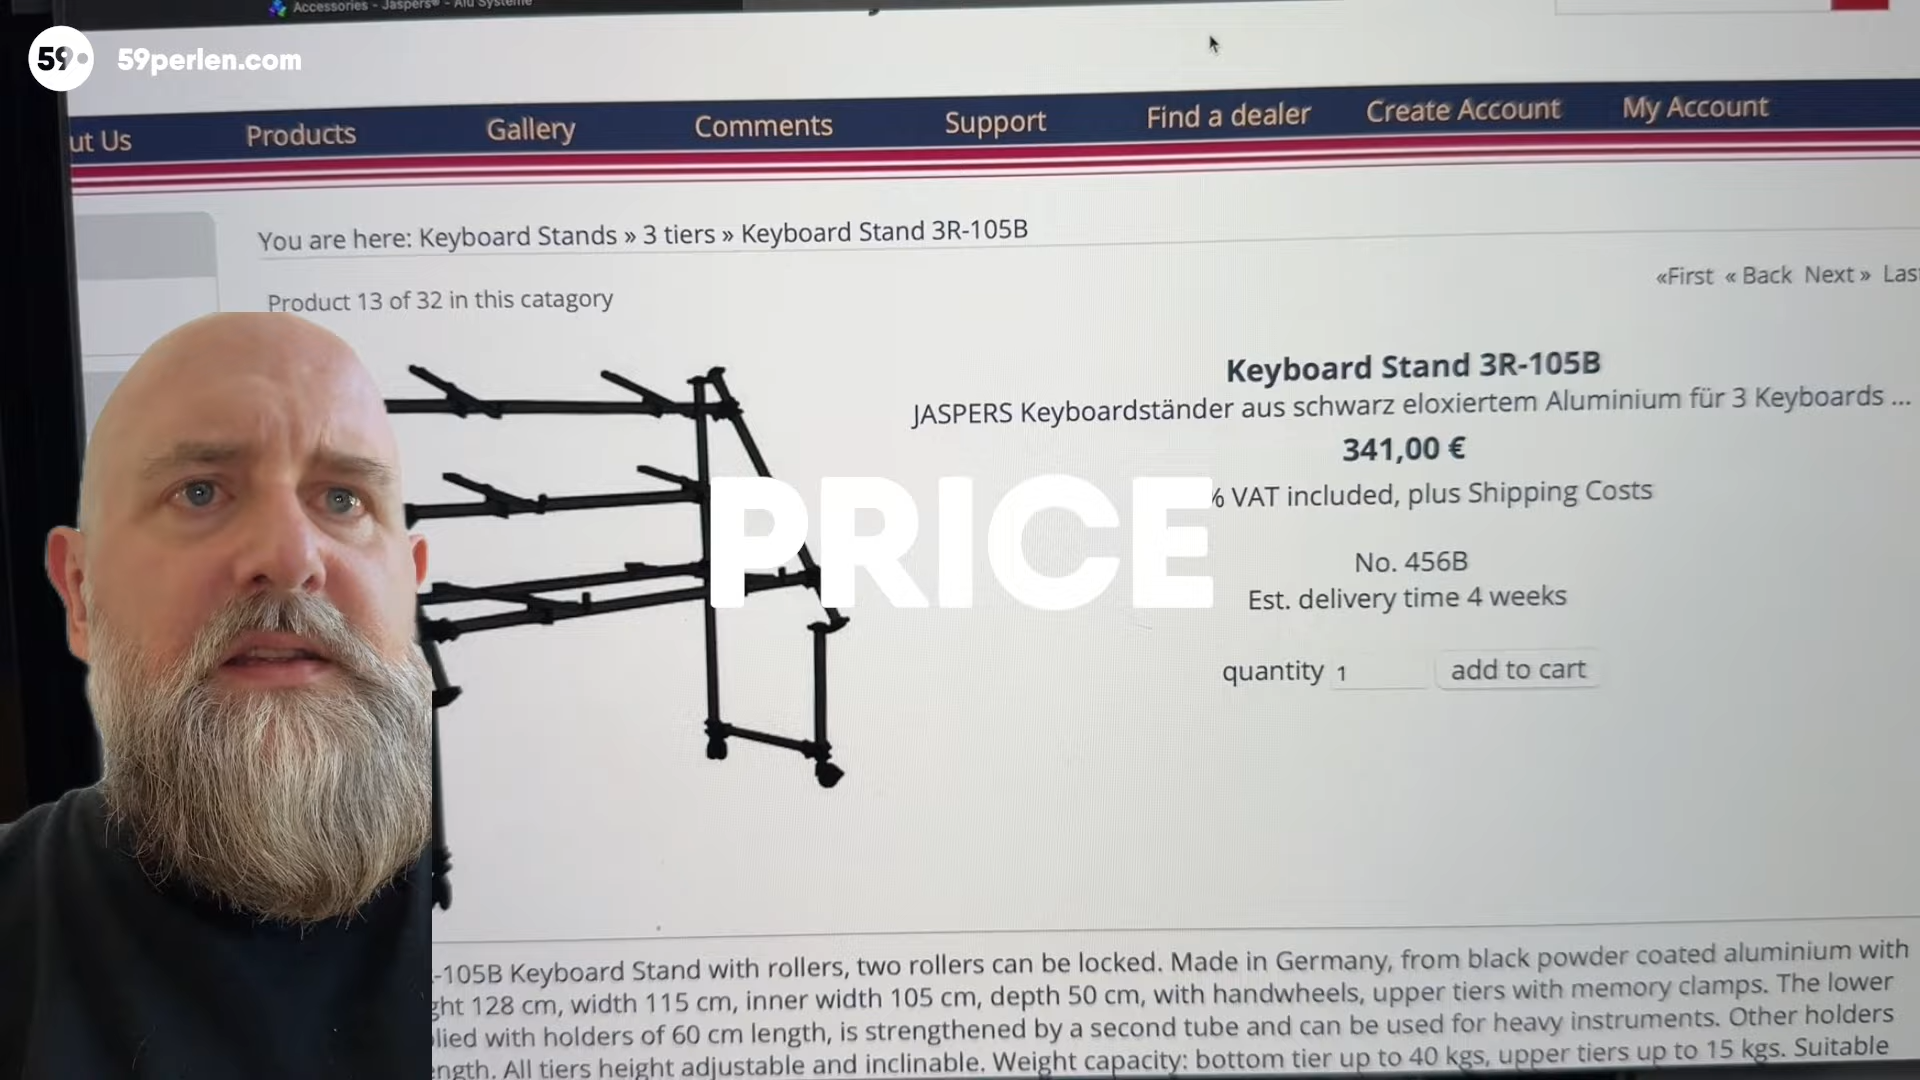 Accessories - Jaspers® - Alu Systeme
59
59perlen.com
ut Us Products Gallery Comments Support Find a dealer Create Account My Account
You are here: Keyboard Stands » 3 tiers » Keyboard Stand 3R-105B
«First « Back Next » Las
Product 13 of 32 in this catagory
Keyboard Stand 3R-105B
JASPERS Keyboardständer aus schwarz eloxiertem Aluminium für 3 Keyboards ...
341,00 €
% VAT included, plus Shipping Costs
PRICE
No. 456B
Est. delivery time 4 weeks
quantity 1 add to cart
-105B Keyboard Stand with rollers, two rollers can be locked. Made in Germany, from black powder coated aluminium with
ght 128 cm, width 115 cm, inner width 105 cm, depth 50 cm, with handwheels, upper tiers with memory clamps. The lower
lied with holders of 60 cm length, is strengthened by a second tube and can be used for heavy instruments. Other holders
ength. All tiers height adjustable and inclinable. Weight capacity: bottom tier up to 40 kgs, upper tiers up to 15 kgs. Suitable